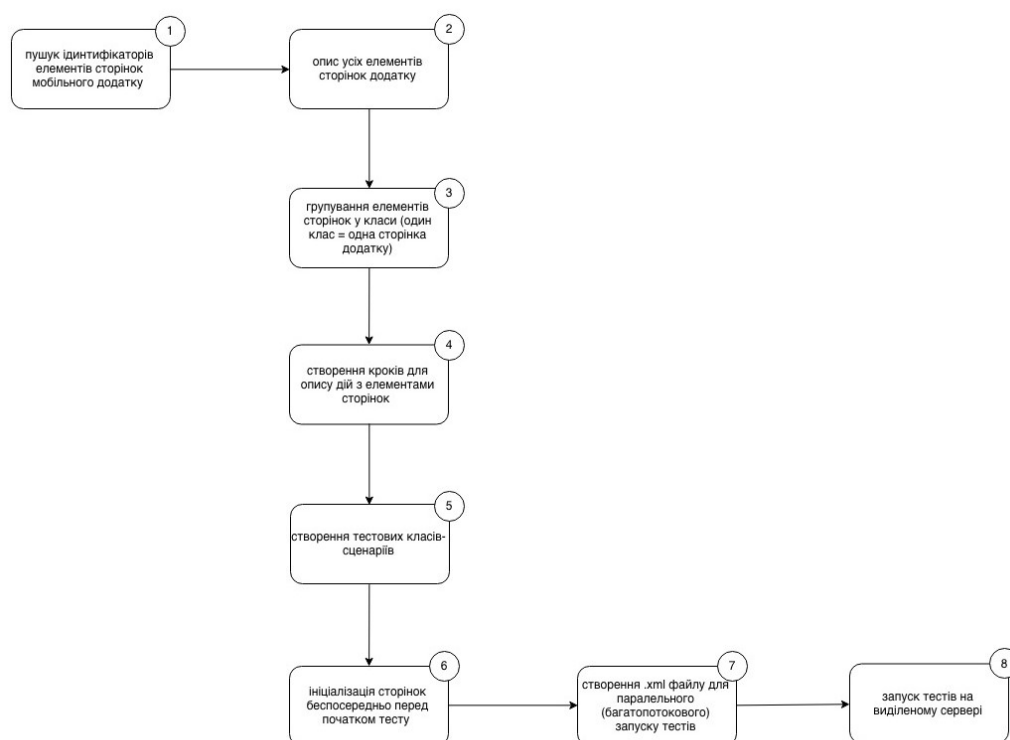 1
пушук ідинтифікаторів
елементів сторінок
мобільного додатку
2
опис усіх елементів
сторінок додатку
3
групування елементів
сторінок у класи (один
клас = одна сторінка
додатку)
4
створення кроків для
опису дій з елементами
сторінок
5
створення тестових класів-
сценаріїв
6
ініціалізація сторінок
беспосередньо перед
початком тесту
7
створення .xml файлу для
паралельного
(багатопотокового)
запуску тестів
8
запуск тестів на
виділеному сервері